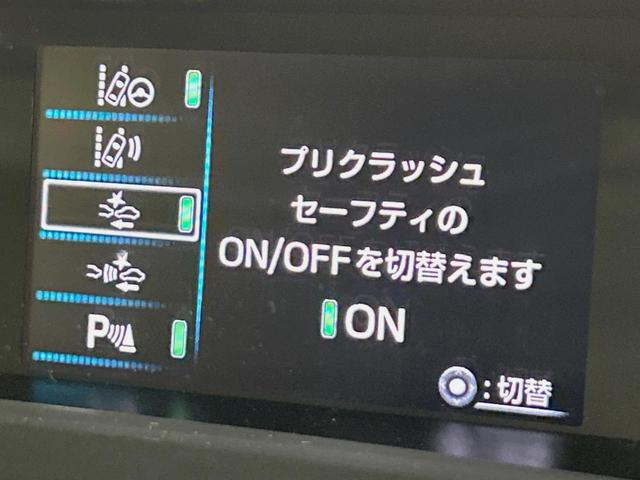 プリクラッシュ
セーフティの
ON/OFFを切替えます
ON
P
:切替